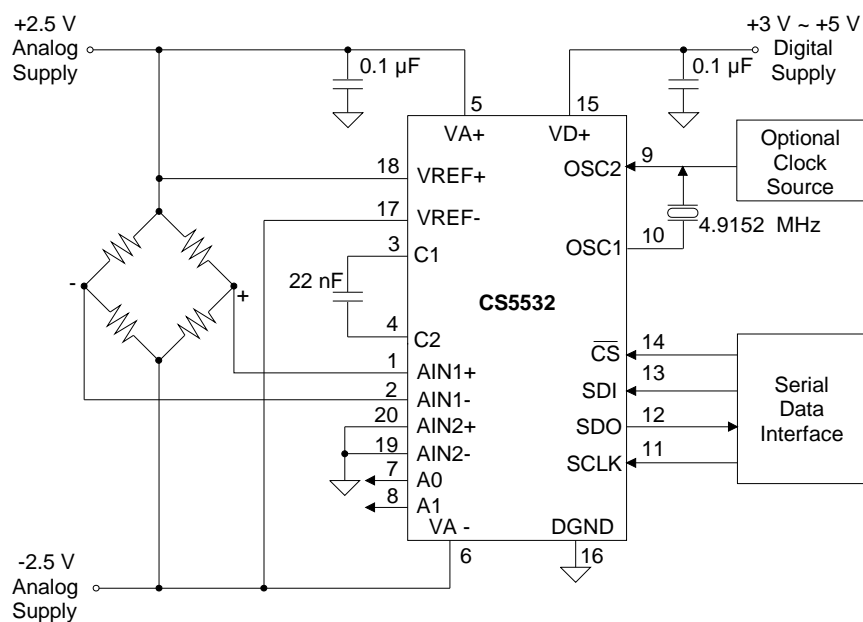 +2.5 V
Analog
Supply
+3 V ~ +5 V
Digital
Supply
0.1 µF
0.1 µF
5
15
VA+
VD+
Optional
Clock
Source
18
VREF+
OSC2
9
17
VREF-
4.9152 MHz
3
C1
OSC1
10
-
+
22 nF
CS5532
4
C2
1
AIN1+
CS
14
2
AIN1-
SDI
13
20
AIN2+
SDO
12
19
AIN2-
SCLK
11
Serial
Data
Interface
7
A0
8
A1
VA -
DGND
6
16
-2.5 V
Analog
Supply